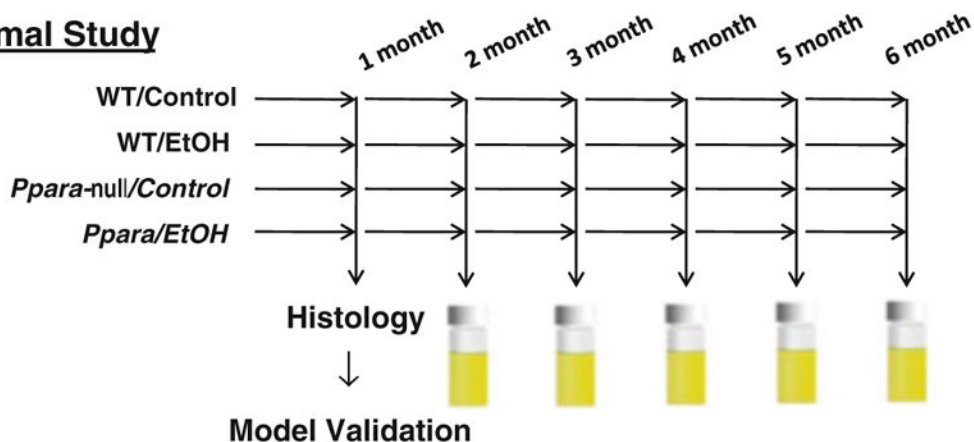 mal Study
1 month
2 month
3 month
4 month
5 month
6 month
WT/Control
WT/EtOH
Ppara-null/Control
Ppara/EtOH
Histology
Model Validation